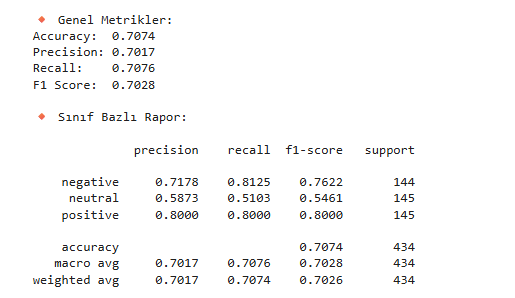 🔸 Genel Metrikler:
Accuracy: 0.7074
Precision: 0.7017
Recall: 0.7076
F1 Score: 0.7028
🔸 Sınıf Bazlı Rapor:
precision recall f1-score support
negative 0.7178 0.8125 0.7622 144
neutral 0.5873 0.5103 0.5461 145
positive 0.8000 0.8000 0.8000 145
accuracy 0.7074 434
macro avg 0.7017 0.7076 0.7028 434
weighted avg 0.7017 0.7074 0.7026 434